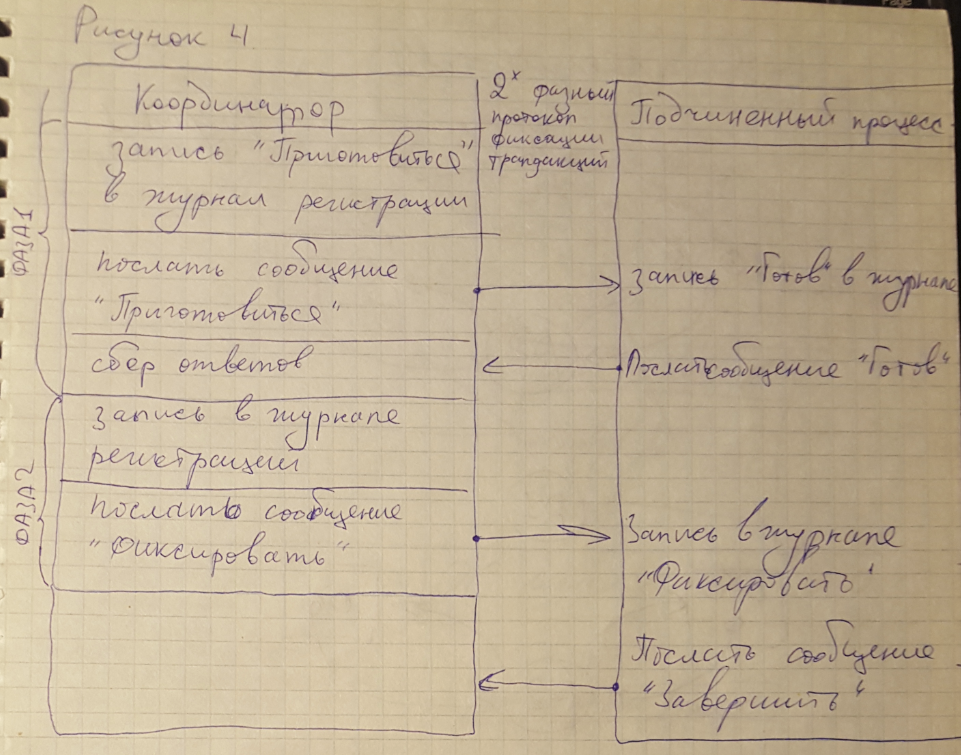 Рисунок 4.
Координатор
2х фазный
протокол
фиксации
транзакций
Подчиненный процесс
ФАЗА 1
запись "Приготовиться"
в журнал регистрации
послать сообщение
"Приготовиться"
Запись "Готов" в журнале
сбор ответов
Послать сообщение "Готов"
ФАЗА 2
Запись в журнале
регистрации
послать сообщение
"Фиксировать"
Запись в журнале
"Фиксировать"
Послать сообщение
"Завершить"